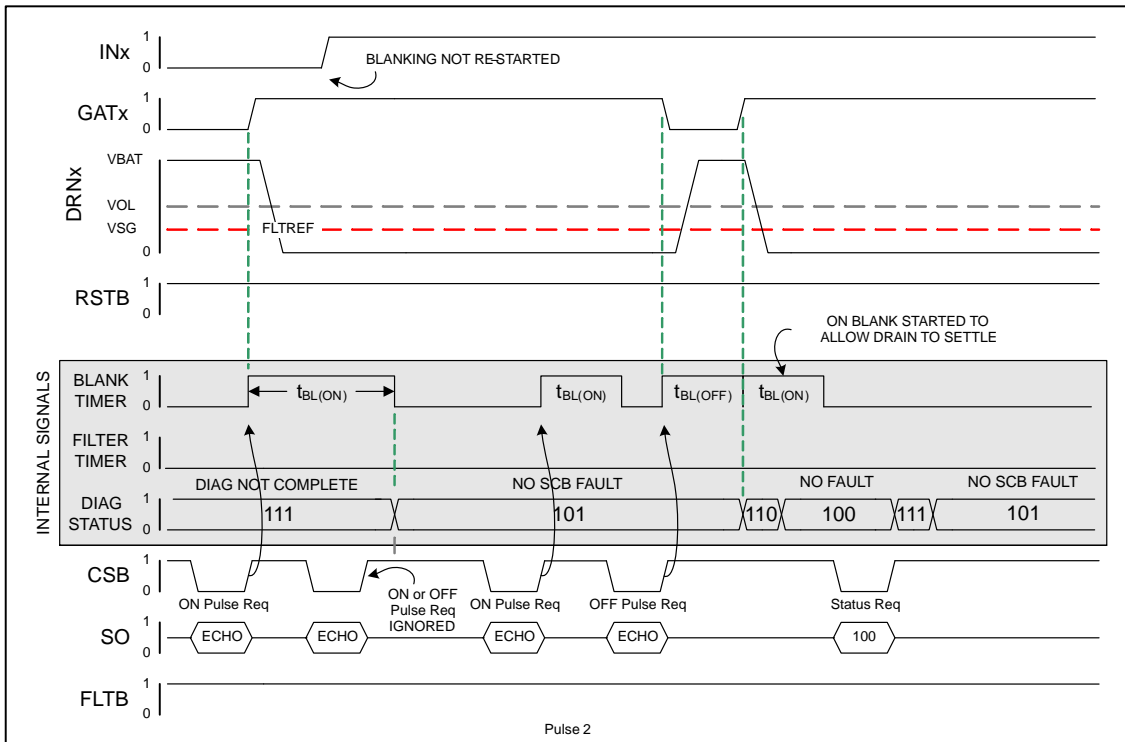 INx
1
0
BLANKING NOT RE-STARTED
GATx
1
0
DRNx
VBAT
VOL
VSG
0
FLTREF
RSTB
1
0
ON BLANK STARTED TO
ALLOW DRAIN TO SETTLE
INTERNAL SIGNALS
BLANK
TIMER
1
0
tBL(ON)
tBL(ON)
tBL(OFF)
tBL(ON)
FILTER
TIMER
1
0
DIAG NOT COMPLETE
NO SCB FAULT
NO FAULT
NO SCB FAULT
DIAG
STATUS
1
0
111
101
110
100
111
101
CSB
1
0
ON Pulse Req
ON or OFF
Pulse Req
IGNORED
ON Pulse Req
OFF Pulse Req
Status Req
SO
1
0
ECHO
ECHO
ECHO
ECHO
100
FLTB
1
0
Pulse 2